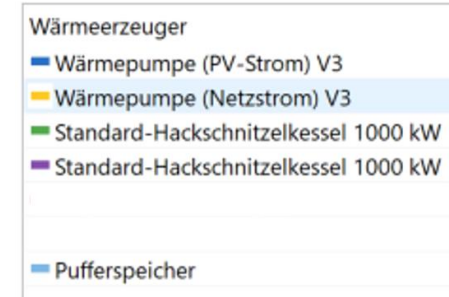 Wärmeerzeuger
Wärmepumpe (PV-Strom) V3
Wärmepumpe (Netzstrom) V3
Standard-Hackschnitzelkessel 1000 kW
Standard-Hackschnitzelkessel 1000 kW
Pufferspeicher